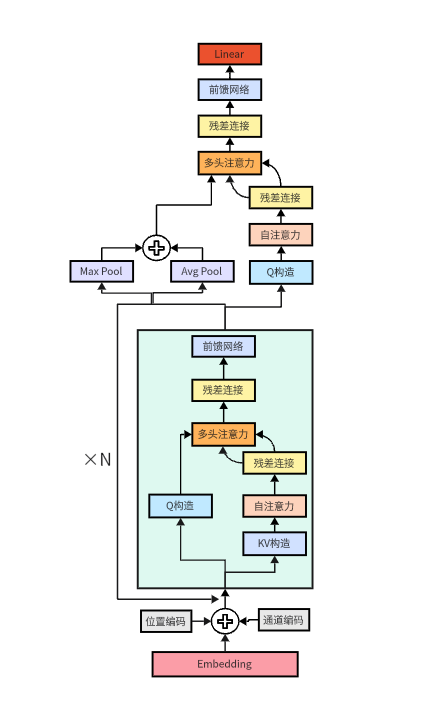 Linear
前馈网络
残差连接
多头注意力
残差连接
自注意力
Max Pool
Avg Pool
Q构造
前馈网络
残差连接
多头注意力
×N
残差连接
Q构造
自注意力
KV构造
位置编码
通道编码
Embedding